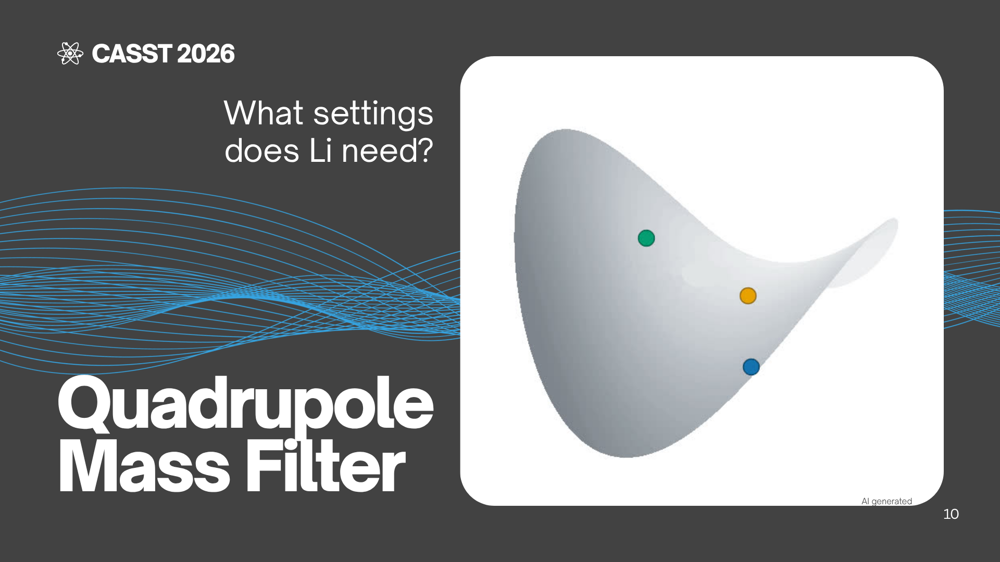 CASST 2026
What settings
does Li need?
Quadrupole
Mass Filter
AI generated
10